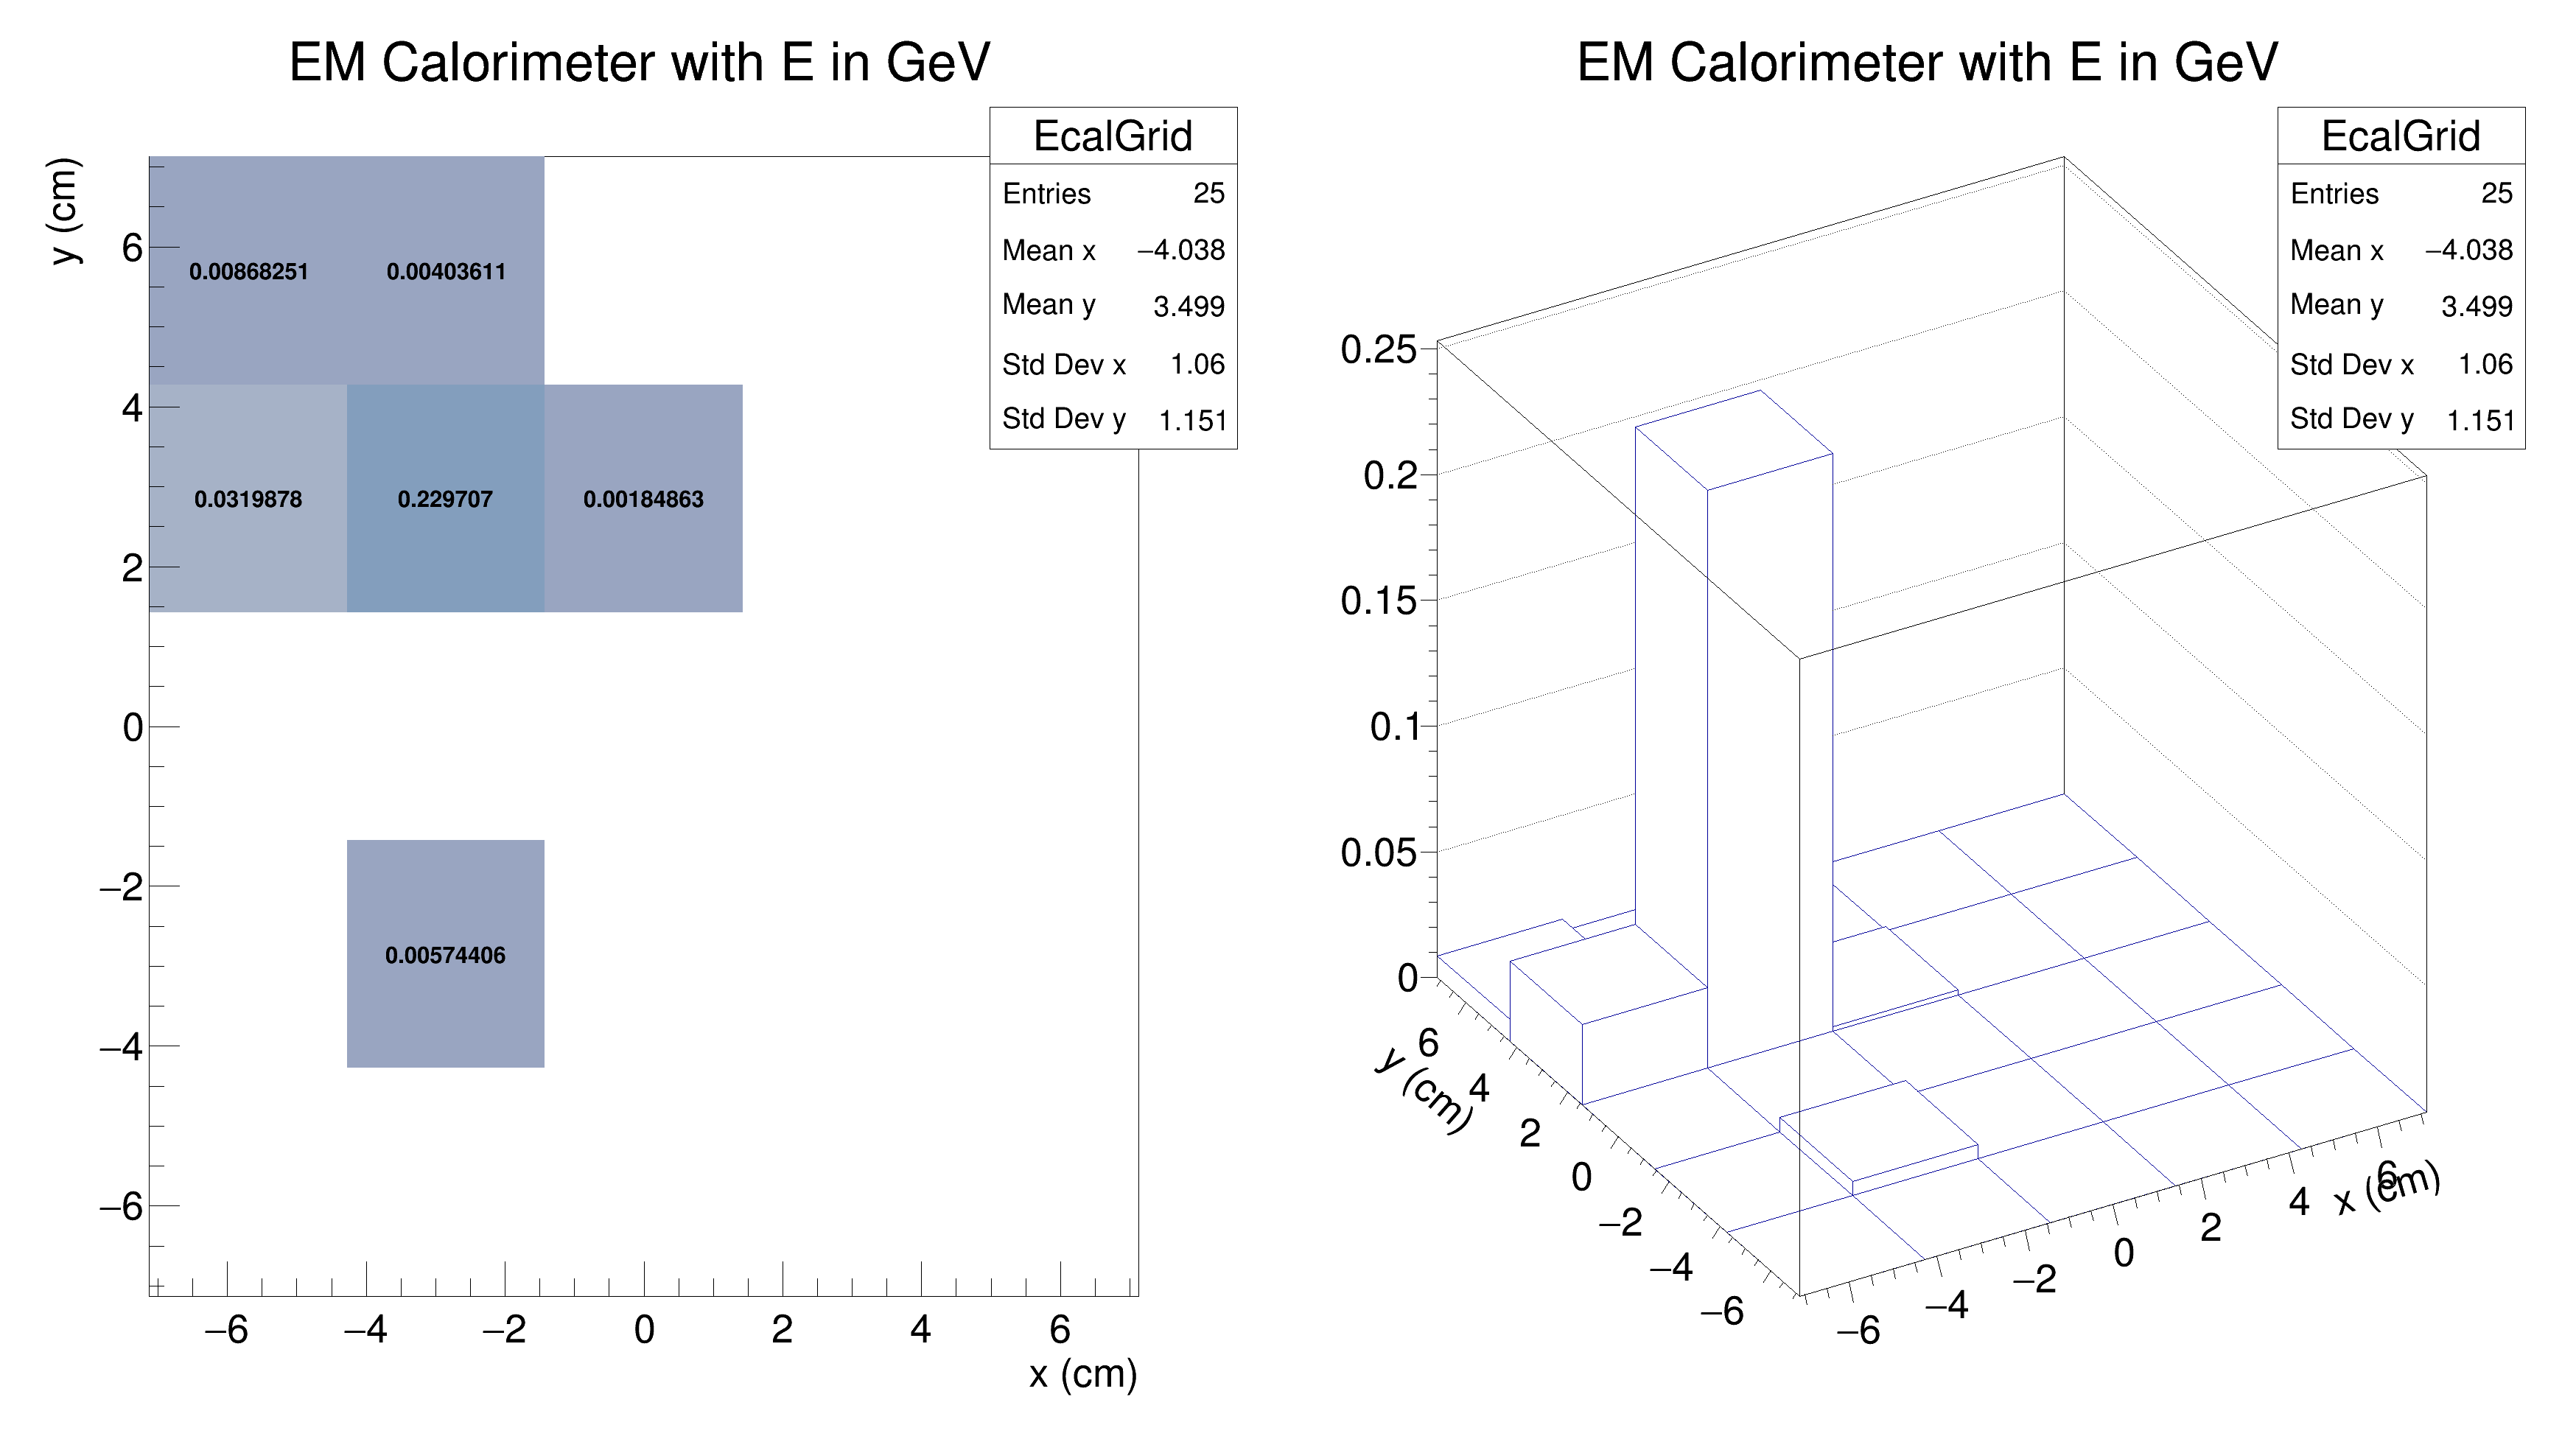 EM Calorimeter with E in GeV
EcalGrid
Entries 25
Mean x −4.038
Mean y 3.499
Std Dev x 1.06
Std Dev y 1.151
y (cm)
6
4
2
0
−2
−4
−6
0.00868251 0.00403611
0.0319878 0.229707 0.00184863
0.00574406
−6 −4 −2 0 2 4 6
x (cm)
EM Calorimeter with E in GeV
EcalGrid
Entries 25
Mean x −4.038
Mean y 3.499
Std Dev x 1.06
Std Dev y 1.151
0.25
0.2
0.15
0.1
0.05
0
6
4
2
0
−2
−4
−6
y (cm)
−6 −4 −2 0 2 4 6
x (cm)